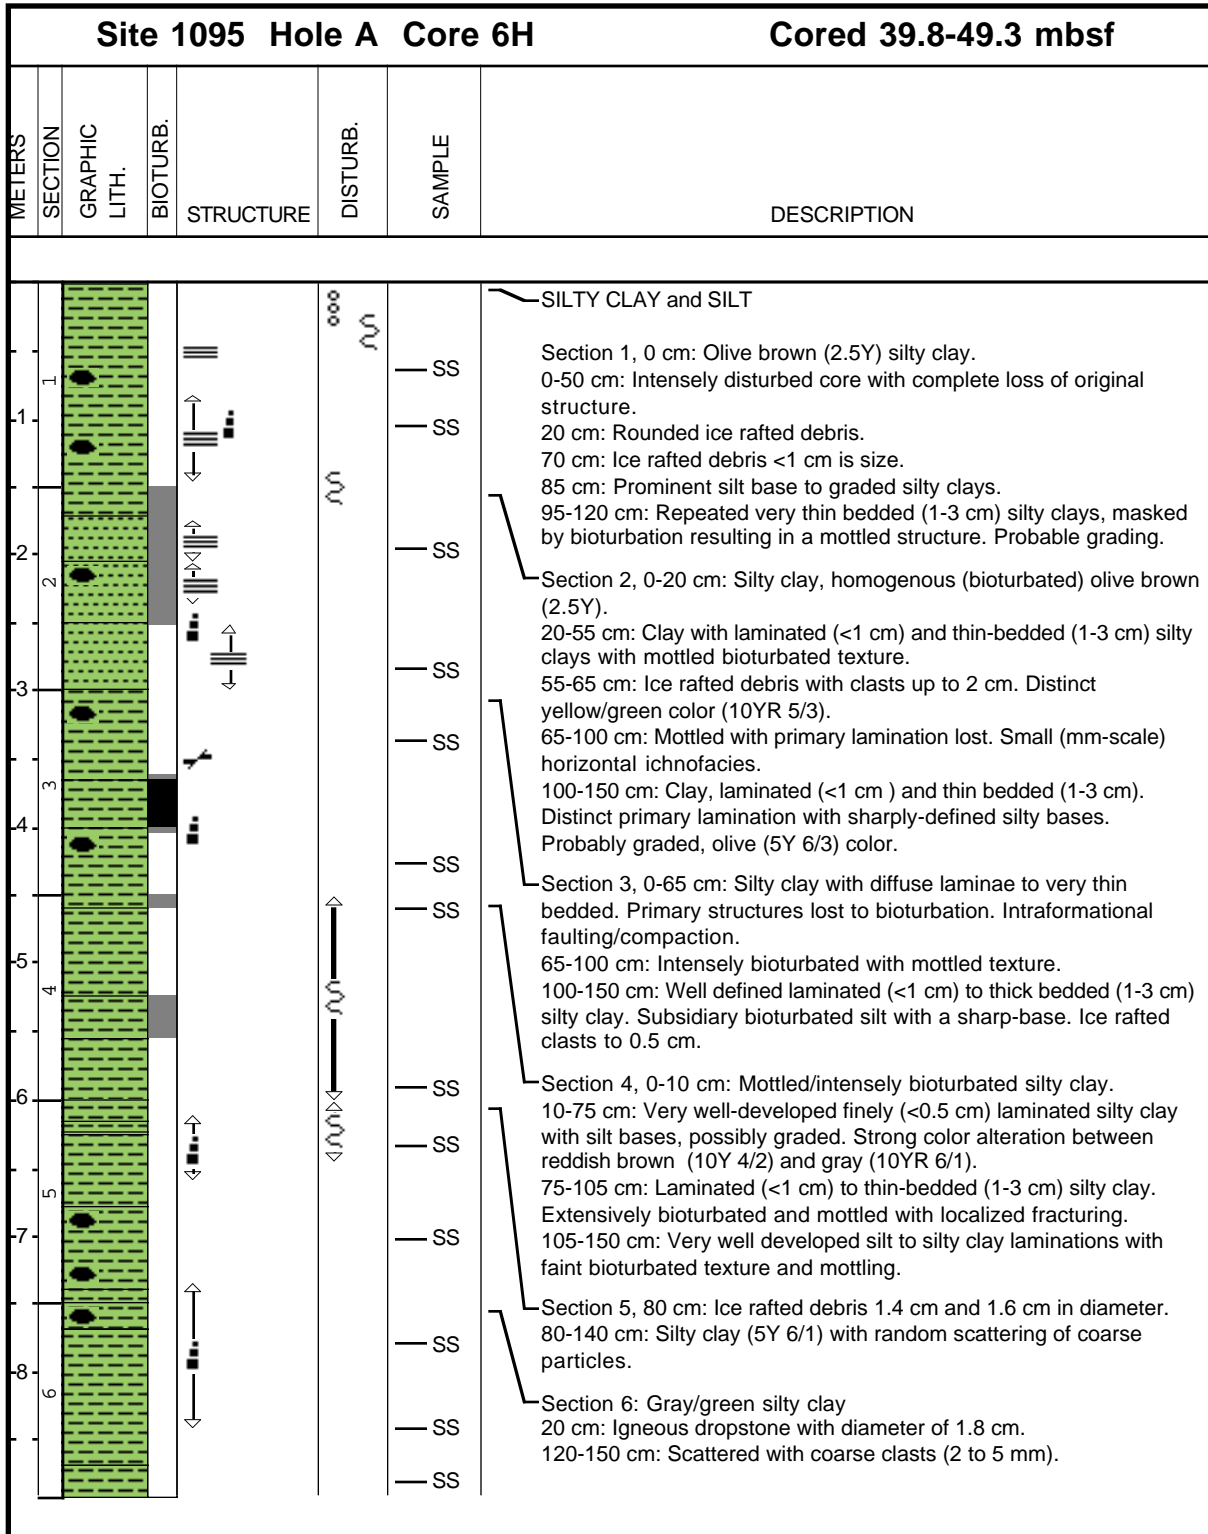 Site 1095 Hole A Core 6H Cored 39.8-49.3 mbsf
METERS
SECTION
GRAPHIC
LITH.
BIOTURB.
STRUCTURE
DISTURB.
SAMPLE
DESCRIPTION
1
2
3
4
5
6
7
8
1
2
3
4
5
6
SS
SS
SS
SS
SS
SS
SS
SS
SS
SS
SS
SS
SS
SILTY CLAY and SILT
Section 1, 0 cm: Olive brown (2.5Y) silty clay.
0-50 cm: Intensely disturbed core with complete loss of original
structure.
20 cm: Rounded ice rafted debris.
70 cm: Ice rafted debris <1 cm is size.
85 cm: Prominent silt base to graded silty clays.
95-120 cm: Repeated very thin bedded (1-3 cm) silty clays, masked
by bioturbation resulting in a mottled structure. Probable grading.
Section 2, 0-20 cm: Silty clay, homogenous (bioturbated) olive brown
(2.5Y).
20-55 cm: Clay with laminated (<1 cm) and thin-bedded (1-3 cm) silty
clays with mottled bioturbated texture.
55-65 cm: Ice rafted debris with clasts up to 2 cm. Distinct
yellow/green color (10YR 5/3).
65-100 cm: Mottled with primary lamination lost. Small (mm-scale)
horizontal ichnofacies.
100-150 cm: Clay, laminated (<1 cm ) and thin bedded (1-3 cm).
Distinct primary lamination with sharply-defined silty bases.
Probably graded, olive (5Y 6/3) color.
Section 3, 0-65 cm: Silty clay with diffuse laminae to very thin
bedded. Primary structures lost to bioturbation. Intraformational
faulting/compaction.
65-100 cm: Intensely bioturbated with mottled texture.
100-150 cm: Well defined laminated (<1 cm) to thick bedded (1-3 cm)
silty clay. Subsidiary bioturbated silt with a sharp-base. Ice rafted
clasts to 0.5 cm.
Section 4, 0-10 cm: Mottled/intensely bioturbated silty clay.
10-75 cm: Very well-developed finely (<0.5 cm) laminated silty clay
with silt bases, possibly graded. Strong color alteration between
reddish brown (10Y 4/2) and gray (10YR 6/1).
75-105 cm: Laminated (<1 cm) to thin-bedded (1-3 cm) silty clay.
Extensively bioturbated and mottled with localized fracturing.
105-150 cm: Very well developed silt to silty clay laminations with
faint bioturbated texture and mottling.
Section 5, 80 cm: Ice rafted debris 1.4 cm and 1.6 cm in diameter.
80-140 cm: Silty clay (5Y 6/1) with random scattering of coarse
particles.
Section 6: Gray/green silty clay
20 cm: Igneous dropstone with diameter of 1.8 cm.
120-150 cm: Scattered with coarse clasts (2 to 5 mm).